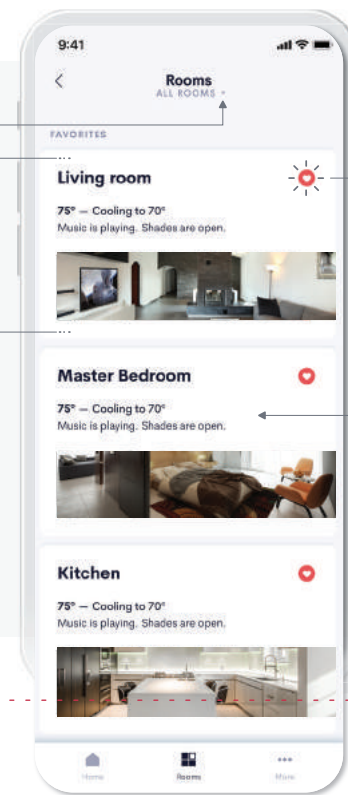 9:41
Rooms
ALL ROOMS
FAVORITES
Living room
75° — Cooling to 70°
Music is playing. Shades are open.
Master Bedroom
75° — Cooling to 70°
Music is playing. Shades are open.
Kitchen
75° — Cooling to 70°
Music is playing. Shades are open.
Home Rooms More